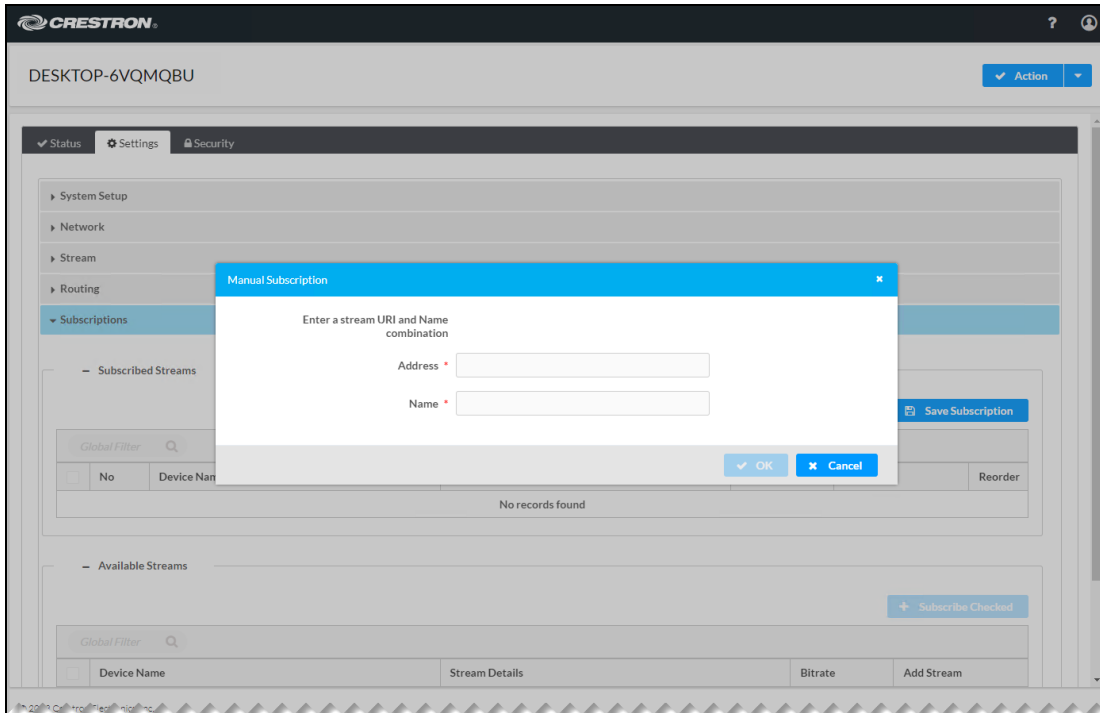 CRESTRON®
?
DESKTOP-6VQMQBU
Action
Status Settings Security
System Setup
Network
Stream
Routing
Subscriptions
Manual Subscription
Enter a stream URI and Name
combination
Address *
Name *
OK Cancel
Subscribed Streams
Save Subscription
Global Filter
No Device Nam Reorder
No records found
Available Streams
+ Subscribe Checked
Global Filter
Device Name Stream Details Bitrate Add Stream